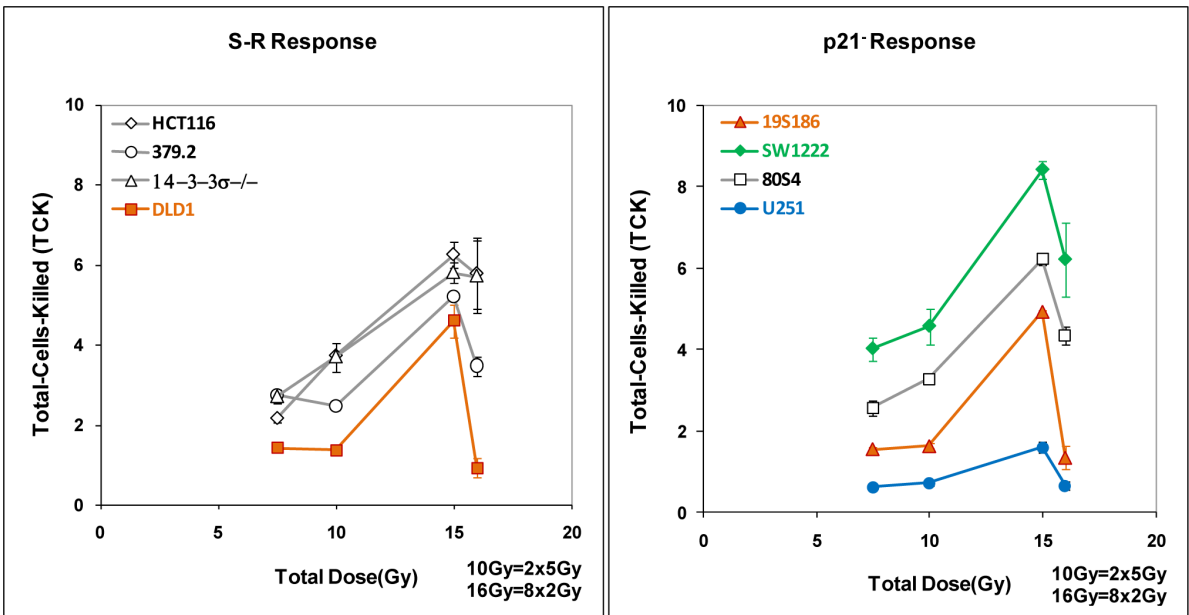 S-R Response
Total-Cells-Killed (TCK)
10
8
6
4
2
0
HCT116
379.2
14–3–3σ–/–
DLD1
0
5
10
15
20
Total Dose(Gy)
10Gy=2x5Gy
16Gy=8x2Gy
p21- Response
Total-Cells-Killed (TCK)
10
8
6
4
2
0
19S186
SW1222
80S4
U251
0
5
10
15
20
Total Dose(Gy)
10Gy=2x5Gy
16Gy=8x2Gy